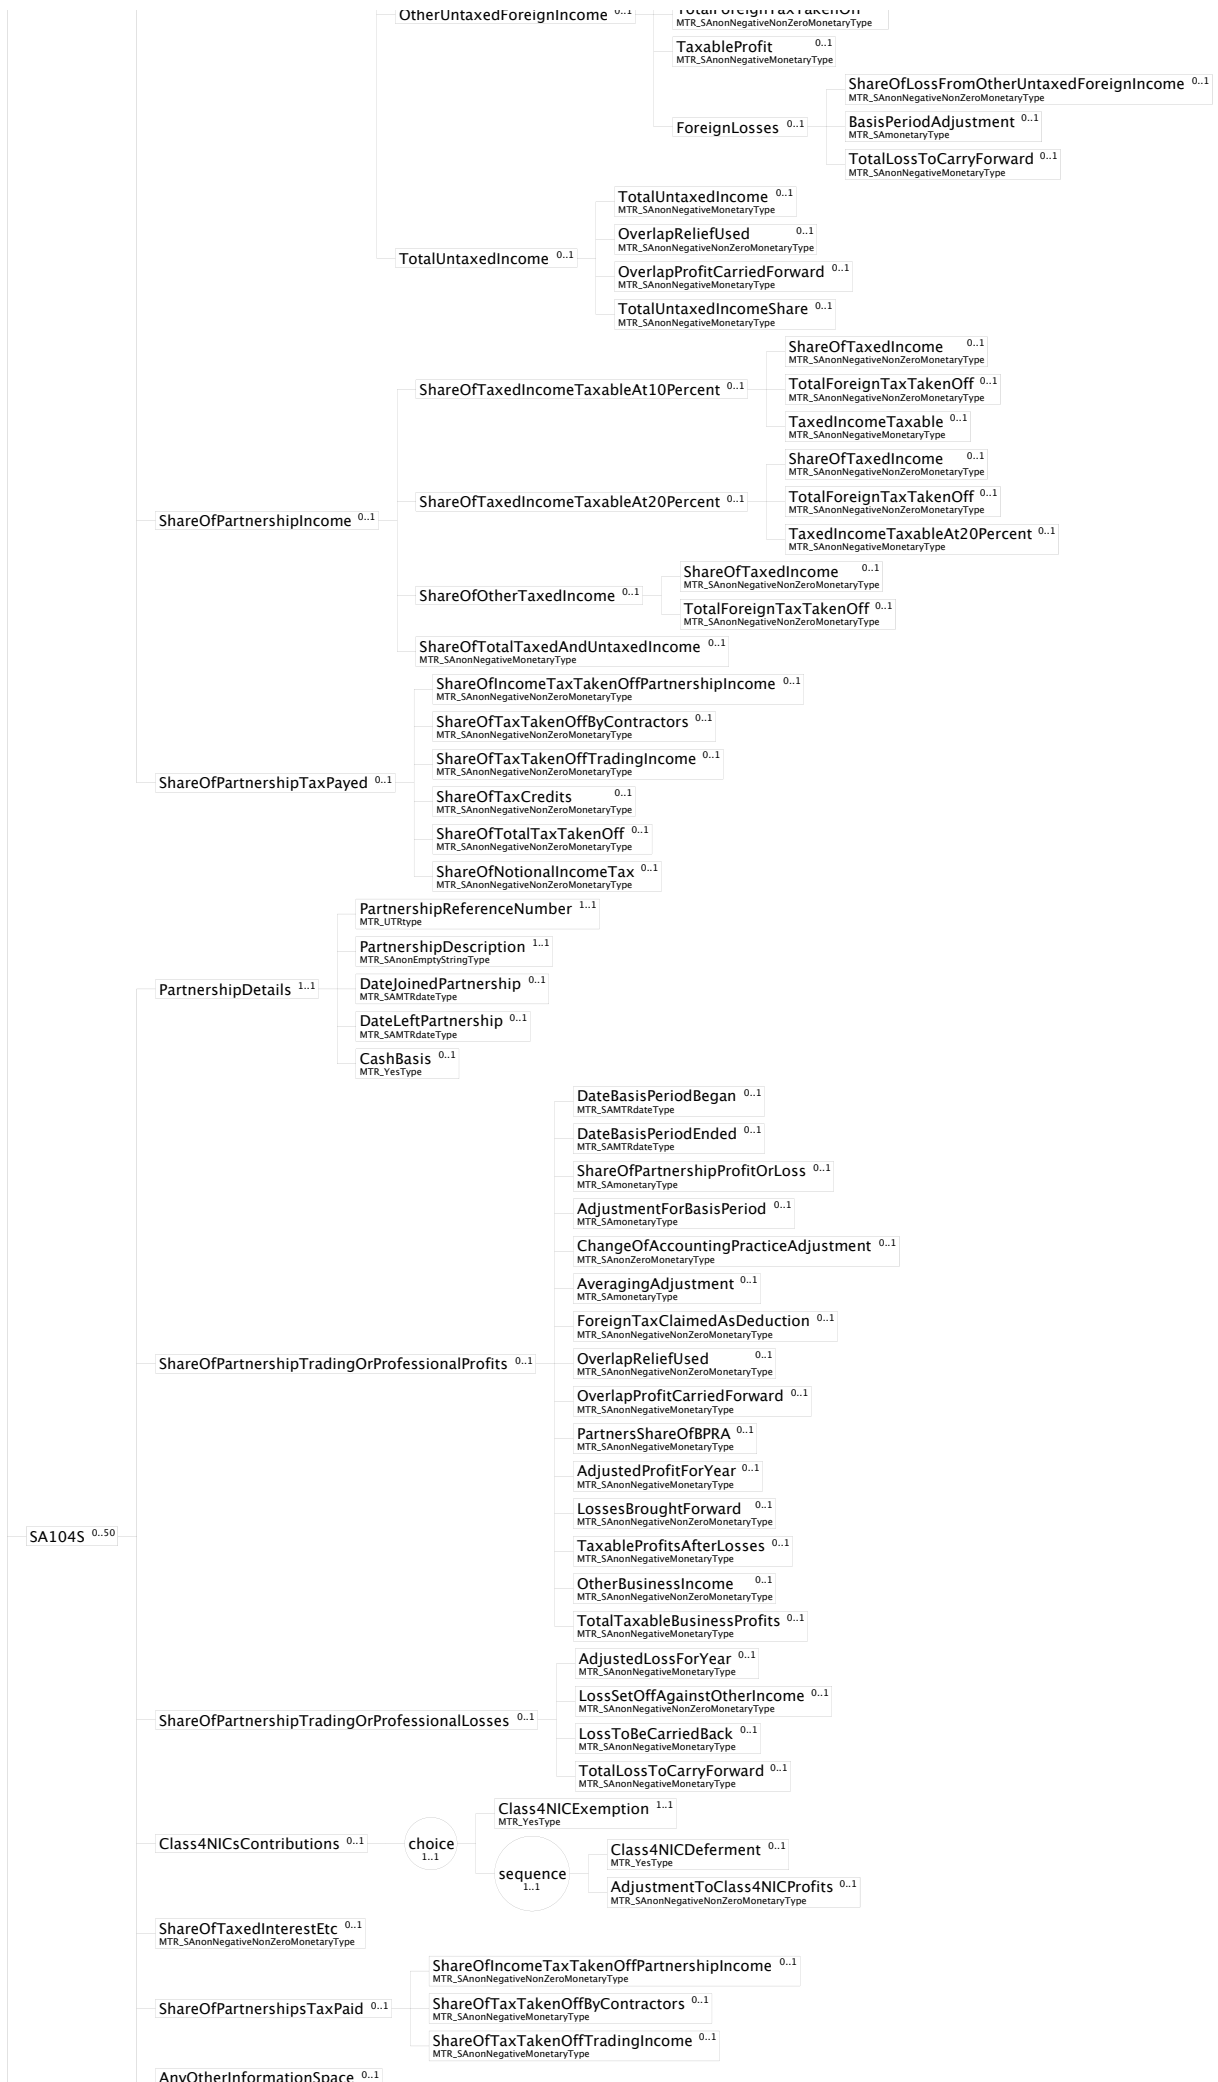 OtherUntaxedForeignIncome 0..1
TotalForeignTaxTakenOff 0..1
MTR_SAnonNegativeNonZeroMonetaryType
TaxableProfit 0..1
MTR_SAnonNegativeMonetaryType
ForeignLosses 0..1
ShareOfLossFromOtherUntaxedForeignIncome 0..1
MTR_SAnonNegativeNonZeroMonetaryType
BasisPeriodAdjustment 0..1
MTR_SAmonetaryType
TotalLossToCarryForward 0..1
MTR_SAnonNegativeMonetaryType
TotalUntaxedIncome 0..1
TotalUntaxedIncome 0..1
MTR_SAnonNegativeMonetaryType
OverlapReliefUsed 0..1
MTR_SAnonNegativeNonZeroMonetaryType
OverlapProfitCarriedForward 0..1
MTR_SAnonNegativeMonetaryType
TotalUntaxedIncomeShare 0..1
MTR_SAnonNegativeMonetaryType
ShareOfPartnershipIncome 0..1
ShareOfTaxedIncomeTaxableAt10Percent 0..1
ShareOfTaxedIncome 0..1
MTR_SAnonNegativeNonZeroMonetaryType
TotalForeignTaxTakenOff 0..1
MTR_SAnonNegativeNonZeroMonetaryType
TaxedIncomeTaxable 0..1
MTR_SAnonNegativeMonetaryType
ShareOfTaxedIncomeTaxableAt20Percent 0..1
ShareOfTaxedIncome 0..1
MTR_SAnonNegativeNonZeroMonetaryType
TotalForeignTaxTakenOff 0..1
MTR_SAnonNegativeNonZeroMonetaryType
TaxedIncomeTaxableAt20Percent 0..1
MTR_SAnonNegativeMonetaryType
ShareOfOtherTaxedIncome 0..1
ShareOfTaxedIncome 0..1
MTR_SAnonNegativeNonZeroMonetaryType
TotalForeignTaxTakenOff 0..1
MTR_SAnonNegativeNonZeroMonetaryType
ShareOfTotalTaxedAndUntaxedIncome 0..1
MTR_SAnonNegativeMonetaryType
ShareOfPartnershipTaxPayed 0..1
ShareOfIncomeTaxTakenOffPartnershipIncome 0..1
MTR_SAnonNegativeNonZeroMonetaryType
ShareOfTaxTakenOffByContractors 0..1
MTR_SAnonNegativeNonZeroMonetaryType
ShareOfTaxTakenOffTradingIncome 0..1
MTR_SAnonNegativeNonZeroMonetaryType
ShareOfTaxCredits 0..1
MTR_SAnonNegativeNonZeroMonetaryType
ShareOfTotalTaxTakenOff 0..1
MTR_SAnonNegativeNonZeroMonetaryType
ShareOfNotionalIncomeTax 0..1
MTR_SAnonNegativeNonZeroMonetaryType
SA104S 0..50
PartnershipDetails 1..1
PartnershipReferenceNumber 1..1
MTR_UTRtype
PartnershipDescription 1..1
MTR_SAnonEmptyStringType
DateJoinedPartnership 0..1
MTR_SAMTRdateType
DateLeftPartnership 0..1
MTR_SAMTRdateType
CashBasis 0..1
MTR_YesType
ShareOfPartnershipTradingOrProfessionalProfits 0..1
DateBasisPeriodBegan 0..1
MTR_SAMTRdateType
DateBasisPeriodEnded 0..1
MTR_SAMTRdateType
ShareOfPartnershipProfitOrLoss 0..1
MTR_SAmonetaryType
AdjustmentForBasisPeriod 0..1
MTR_SAmonetaryType
ChangeOfAccountingPracticeAdjustment 0..1
MTR_SAnonZeroMonetaryType
AveragingAdjustment 0..1
MTR_SAmonetaryType
ForeignTaxClaimedAsDeduction 0..1
MTR_SAnonNegativeNonZeroMonetaryType
OverlapReliefUsed 0..1
MTR_SAnonNegativeNonZeroMonetaryType
OverlapProfitCarriedForward 0..1
MTR_SAnonNegativeMonetaryType
PartnersShareOfBPRA 0..1
MTR_SAnonNegativeMonetaryType
AdjustedProfitForYear 0..1
MTR_SAnonNegativeMonetaryType
LossesBroughtForward 0..1
MTR_SAnonNegativeNonZeroMonetaryType
TaxableProfitsAfterLosses 0..1
MTR_SAnonNegativeMonetaryType
OtherBusinessIncome 0..1
MTR_SAnonNegativeNonZeroMonetaryType
TotalTaxableBusinessProfits 0..1
MTR_SAnonNegativeMonetaryType
ShareOfPartnershipTradingOrProfessionalLosses 0..1
AdjustedLossForYear 0..1
MTR_SAnonNegativeMonetaryType
LossSetOffAgainstOtherIncome 0..1
MTR_SAnonNegativeNonZeroMonetaryType
LossToBeCarriedBack 0..1
MTR_SAnonNegativeMonetaryType
TotalLossToCarryForward 0..1
MTR_SAnonNegativeMonetaryType
Class4NICsContributions 0..1
choice
1..1
Class4NICExemption 1..1
MTR_YesType
sequence
1..1
Class4NICDeferment 0..1
MTR_YesType
AdjustmentToClass4NICProfits 0..1
MTR_SAnonNegativeNonZeroMonetaryType
ShareOfTaxedInterestEtc 0..1
MTR_SAnonNegativeNonZeroMonetaryType
ShareOfPartnershipsTaxPaid 0..1
ShareOfIncomeTaxTakenOffPartnershipIncome 0..1
MTR_SAnonNegativeNonZeroMonetaryType
ShareOfTaxTakenOffByContractors 0..1
MTR_SAnonNegativeMonetaryType
ShareOfTaxTakenOffTradingIncome 0..1
MTR_SAnonNegativeMonetaryType
AnyOtherInformationSpace 0..1